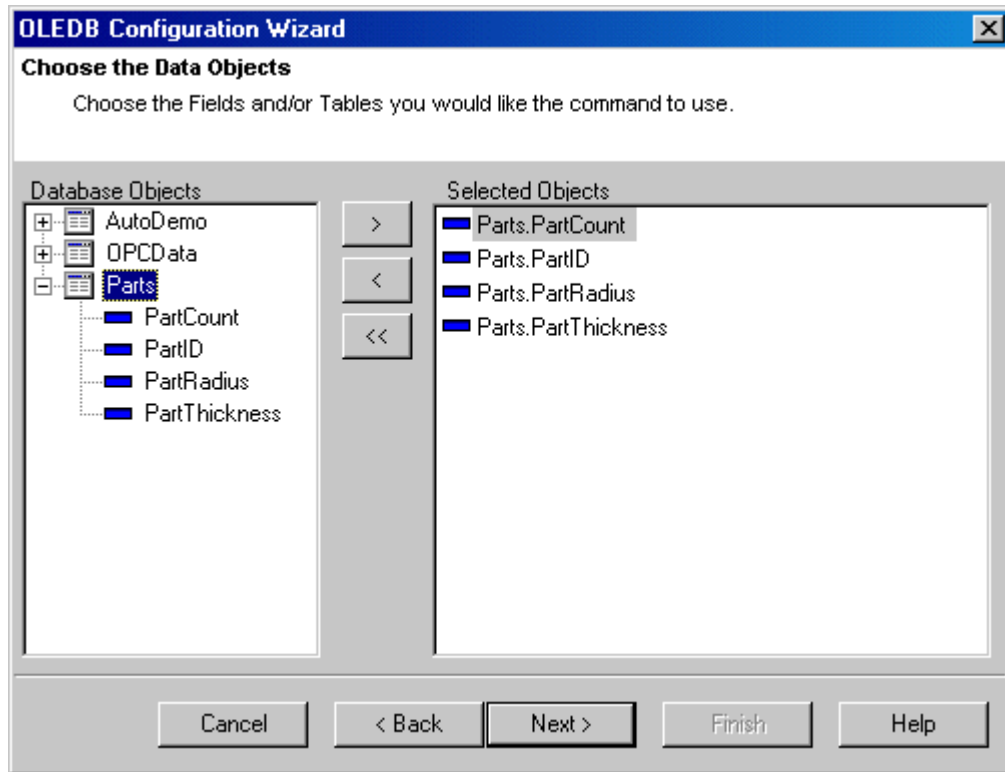 OLEDB Configuration Wizard
Choose the Data Objects
Choose the Fields and/or Tables you would like the command to use.
Database Objects
AutoDemo
OPCData
Parts
PartCount
PartID
PartRadius
PartThickness
>
<
<<
Selected Objects
Parts.PartCount
Parts.PartID
Parts.PartRadius
Parts.PartThickness
Cancel
< Back
Next >
Finish
Help